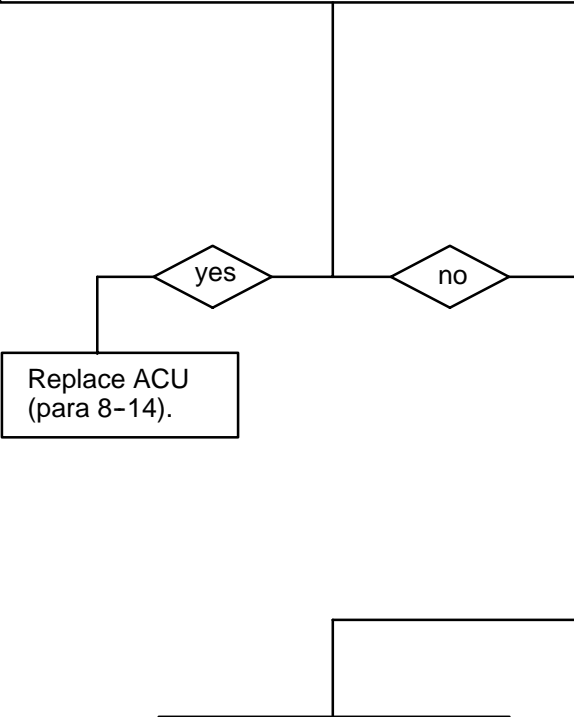 yes
no
Replace ACU
(para 8-14).